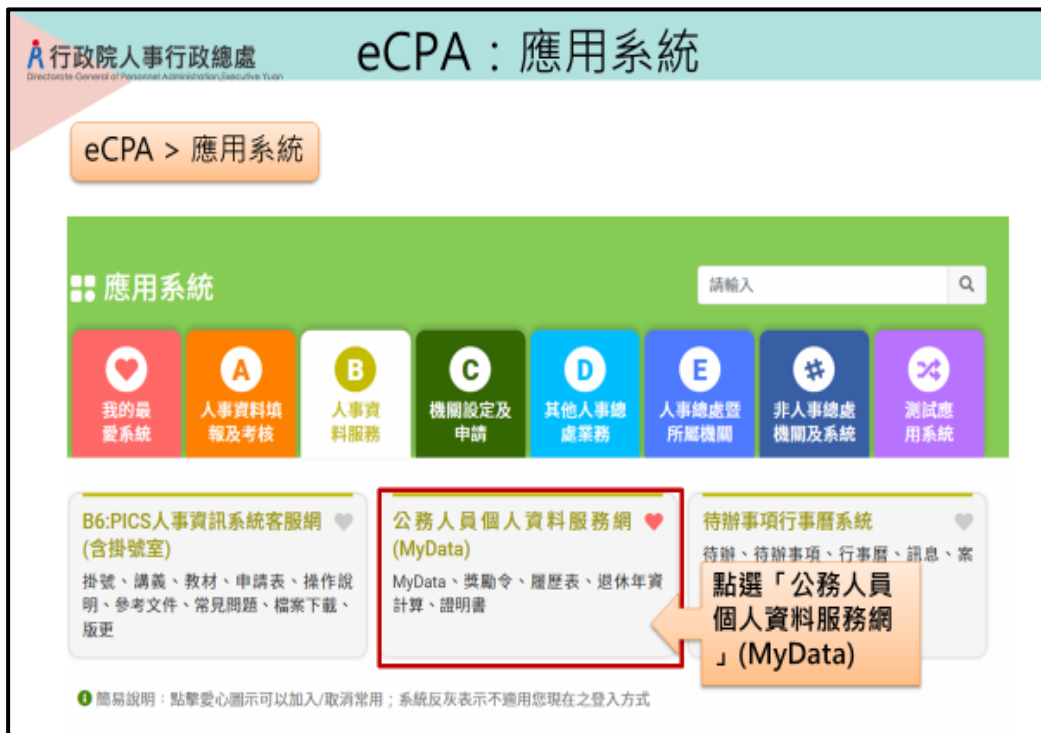 行政院人事行政總處
Directorate-General of Personnel Administration,Executive Yuan
eCPA：應用系統
eCPA > 應用系統
應用系統
請輸入
我的最
愛系統
A
人事資料填
報及考核
B
人事資
料服務
C
機關設定及
申請
D
其他人事總
處業務
E
人事總處暨
所屬機關
#
非人事總處
機關及系統
測試應
用系統
B6:PICS人事資訊系統客服網
(含掛號室)
掛號、講義、教材、申請表、操作說
明、參考文件、常見問題、檔案下載、
版更
公務人員個人資料服務網
(MyData)
MyData、獎勵令、履歷表、退休年資
計算、證明書
待辦事項行事曆系統
待辦、待辦事項、行事曆、訊息、案
點選「公務人員
個人資料服務網
」(MyData)
簡易說明：點擊愛心圖示可以加入/取消常用；系統反灰表示不適用您現在之登入方式